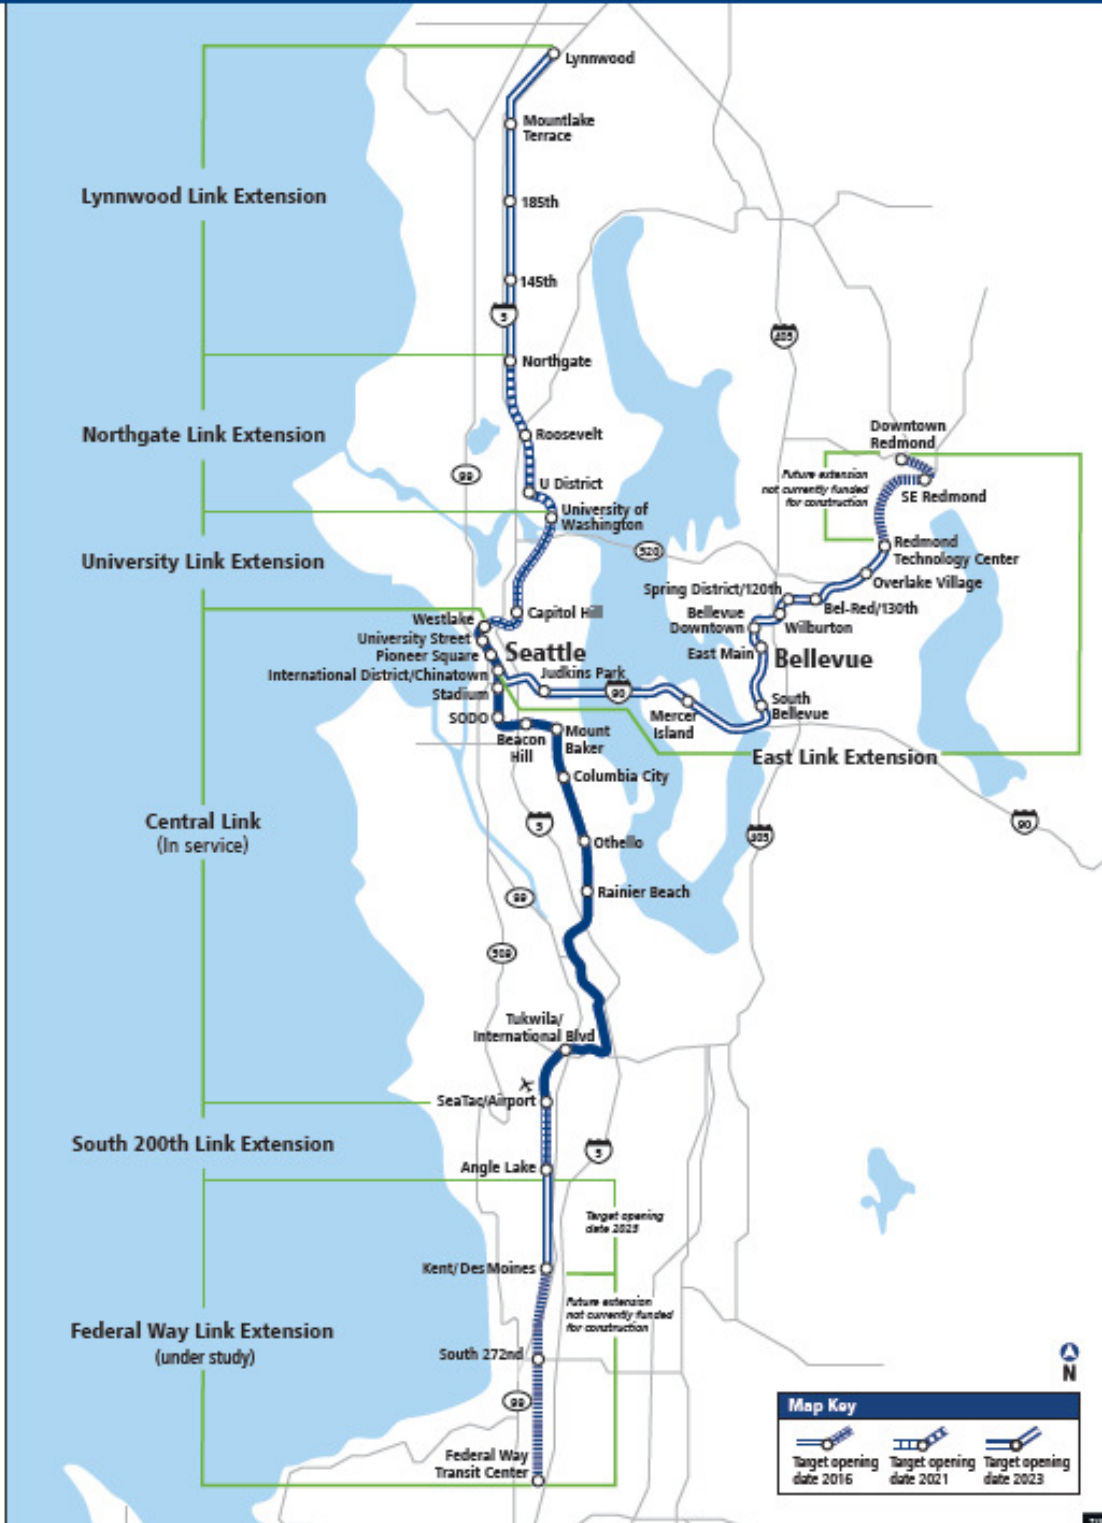 Lynnwood
Mountlake
Terrace
Lynnwood Link Extension
185th
145th
5
405
Northgate
Downtown
Redmond
Northgate Link Extension
Roosevelt
99
Future extension
not currently funded
for construction
U District
SE Redmond
University of
Washington
520
Redmond
Technology Center
University Link Extension
Overlake Village
Spring District/120th
Bel-Red/130th
Capitol Hill
Bellevue
Downtown
Wilburton
Westlake
University Street
Pioneer Square
Seattle
East Main
Bellevue
International District/Chinatown
Judkins Park
Stadium
90
South
Bellevue
SODO
Mercer
Island
Beacon
Hill
Mount
Baker
East Link Extension
Columbia City
Central Link
(In service)
5
405
90
Othello
Rainier Beach
99
509
Tukwila/
International Blvd
SeaTac/Airport
South 200th Link Extension
5
Angle Lake
Target opening
date 2023
Kent/Des Moines
Future extension
not currently funded
for construction
Federal Way Link Extension
(under study)
South 272nd
N
99
Map Key
Federal Way
Transit Center
Target opening
date 2016
Target opening
date 2021
Target opening
date 2023